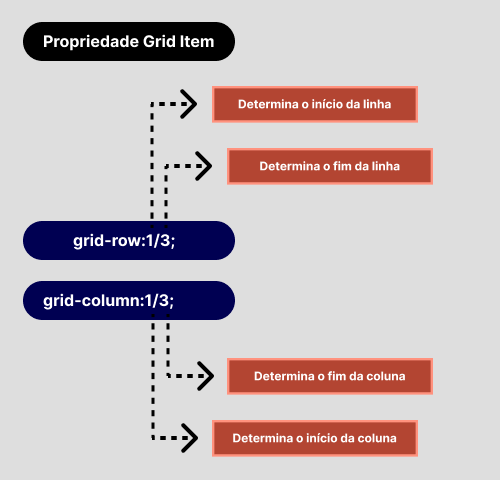 Propriedade Grid Item
Determina o início da linha
Determina o fim da linha
grid-row:1/3;
grid-column:1/3;
Determina o fim da coluna
Determina o início da coluna